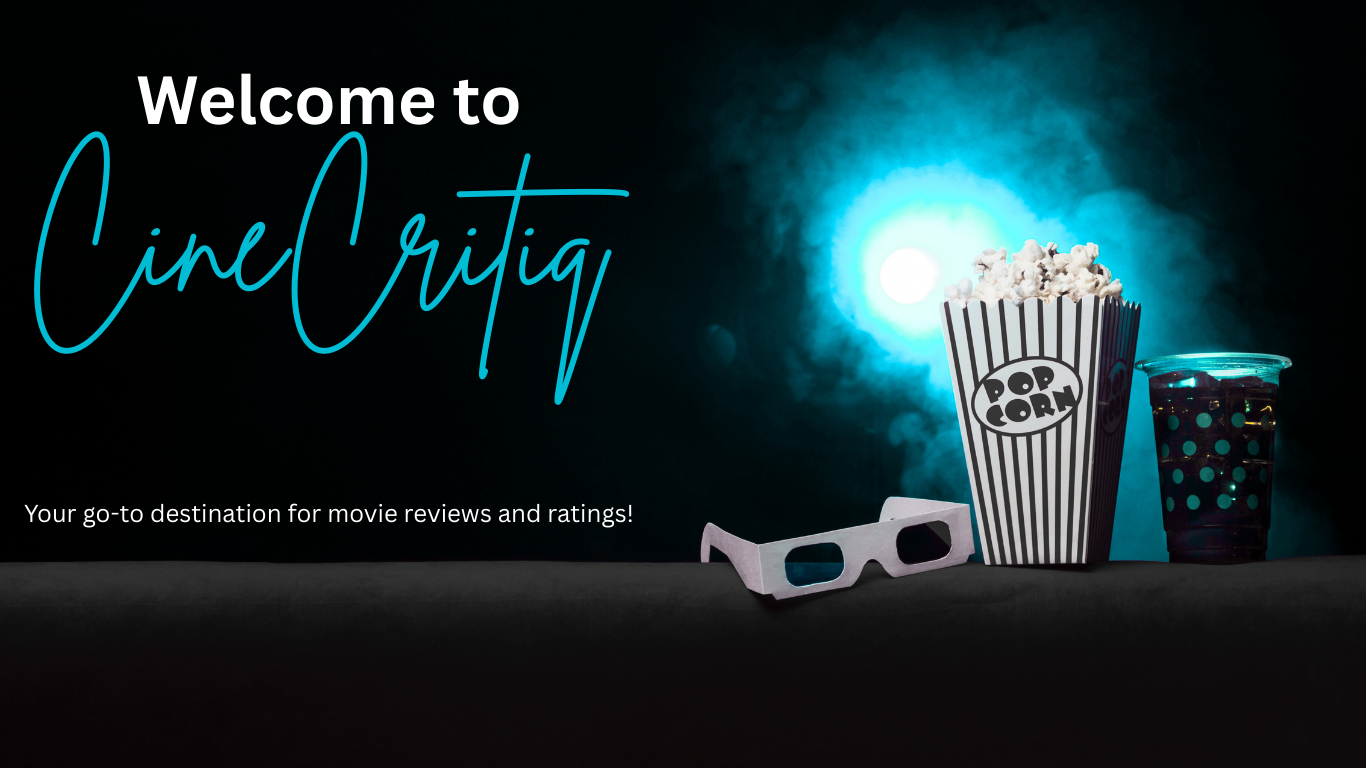 Welcome to
CineCritiq
Your go-to destination for movie reviews and ratings!
POP
CORN